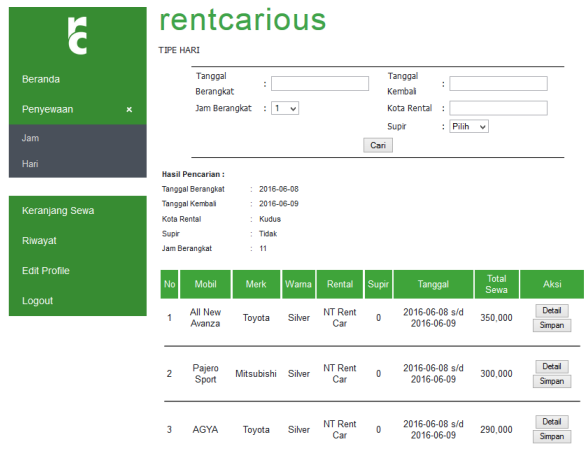 rc
rentcarious
TIPE HARI
Beranda
Penyewaan ×
Jam
Hari
Keranjang Sewa
Riwayat
Edit Profile
Logout
Tanggal Berangkat :
Tanggal Kembali :
Jam Berangkat : 1
Kota Rental :
Supir : Pilih
Cari
Hasil Pencarian :
Tanggal Berangkat : 2016-06-08
Tanggal Kembali : 2016-06-09
Kota Rental : Kudus
Supir : Tidak
Jam Berangkat : 11
No Mobil Merk Warna Rental Supir Tanggal Total Sewa Aksi
1 All New Avanza Toyota Silver NT Rent Car 0 2016-06-08 s/d 2016-06-09 350,000 Detail Simpan
2 Pajero Sport Mitsubishi Silver NT Rent Car 0 2016-06-08 s/d 2016-06-09 300,000 Detail Simpan
3 AGYA Toyota Silver NT Rent Car 0 2016-06-08 s/d 2016-06-09 290,000 Detail Simpan